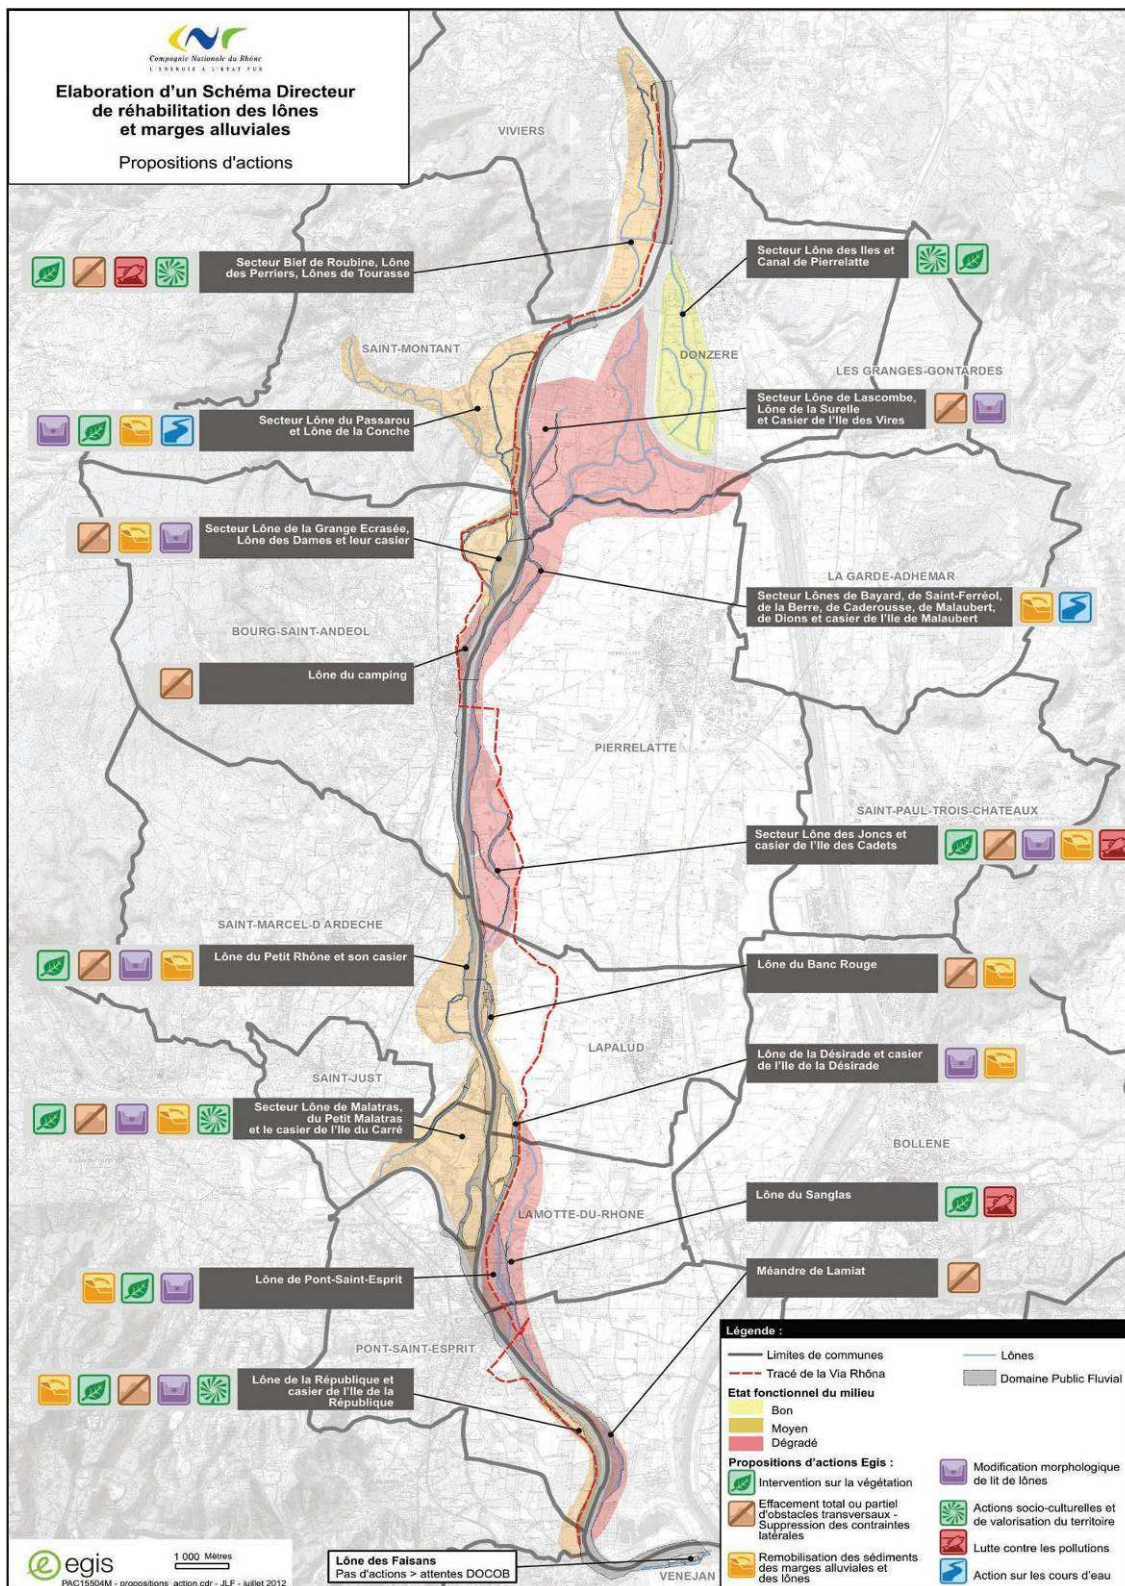 Compagnie Nationale du Rhône
L'ENERGIE A L'ETAT PUR
Elaboration d'un Schéma Directeur
de réhabilitation des lônes
et marges alluviales
Propositions d'actions
VIVIERS
Secteur Bief de Roubine, Lône
des Perriers, Lônes de Tourasse
Secteur Lône des Iles et
Canal de Pierrelatte
SAINT-MONTANT
DONZERE
LES GRANGES-GONTARDES
Secteur Lône du Passarou
et Lône de la Conche
Secteur Lône de Lascombe,
Lône de la Surelle
et Casier de l'Ile des Vires
Secteur Lône de la Grange Ecrasée,
Lône des Dames et leur casier
LA GARDE-ADHEMAR
Secteur Lônes de Bayard, de Saint-Ferréol,
de la Berre, de Caderousse, de Malaubert,
de Dions et casier de l'Ile de Malaubert
BOURG-SAINT-ANDEOL
Lône du camping
PIERRELATTE
SAINT-PAUL-TROIS-CHATEAUX
Secteur Lône des Joncs et
casier de l'Ile des Cadets
SAINT-MARCEL-D'ARDECHE
Lône du Petit Rhône et son casier
Lône du Banc Rouge
LAPALUD
Lône de la Désirade et casier
de l'Ile de la Désirade
SAINT-JUST
Secteur Lône de Malatras,
du Petit Malatras
et le casier de l'Ile du Carré
BOLLENE
Lône du Sanglas
LAMOTTE-DU-RHONE
Lône de Pont-Saint-Esprit
Méandre de Lamiat
PONT-SAINT-ESPRIT
Lône de la République et
casier de l'Ile de la
République
Légende :
Limites de communes
Tracé de la Via Rhôna
Lônes
Domaine Public Fluvial
Etat fonctionnel du milieu
Bon
Moyen
Dégradé
Propositions d'actions Egis :
Intervention sur la végétation
Effacement total ou partiel
d'obstacles transversaux -
Suppression des contraintes
latérales
Remobilisation des sédiments
des marges alluviales et
des lônes
Modification morphologique
de lit de lônes
Actions socio-culturelles et
de valorisation du territoire
Lutte contre les pollutions
Action sur les cours d'eau
Lône des Faisans
Pas d'actions > attentes DOCOB
VENEJAN
egis
1 000 Mètres
PAC15504M - propositions_action.cdr - JLF - juillet 2012